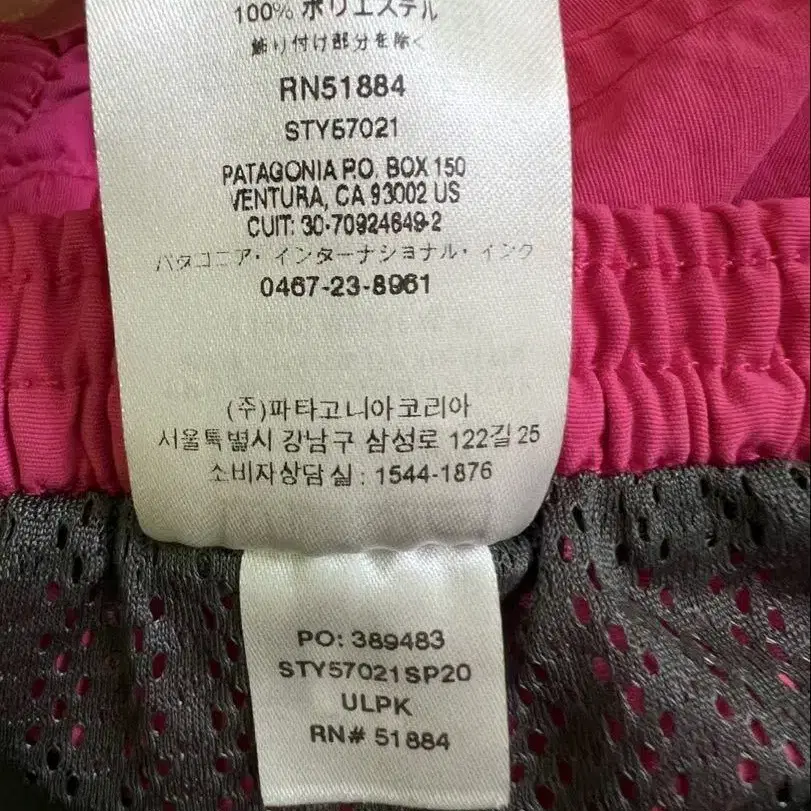 100% ポリエステル
飾り付け部分を除く
RN51884
STY57021
PATAGONIA P.O. BOX 150
VENTURA, CA 93002 US
CUIT: 30-70924649-2
パタゴニア・インターナショナル・インク
0467-23-8961
(주)파타고니아코리아
서울특별시 강남구 삼성로 122길 25
소비자상담실 : 1544-1876
PO: 389483
STY57021SP20
ULPK
RN# 51884